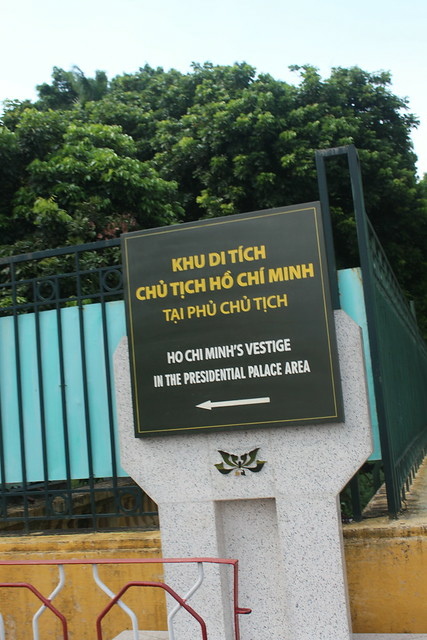 KHU DI TÍCH
CHỦ TỊCH HỒ CHÍ MINH
TẠI PHỦ CHỦ TỊCH
HO CHI MINH'S VESTIGE
IN THE PRESIDENTIAL PALACE AREA